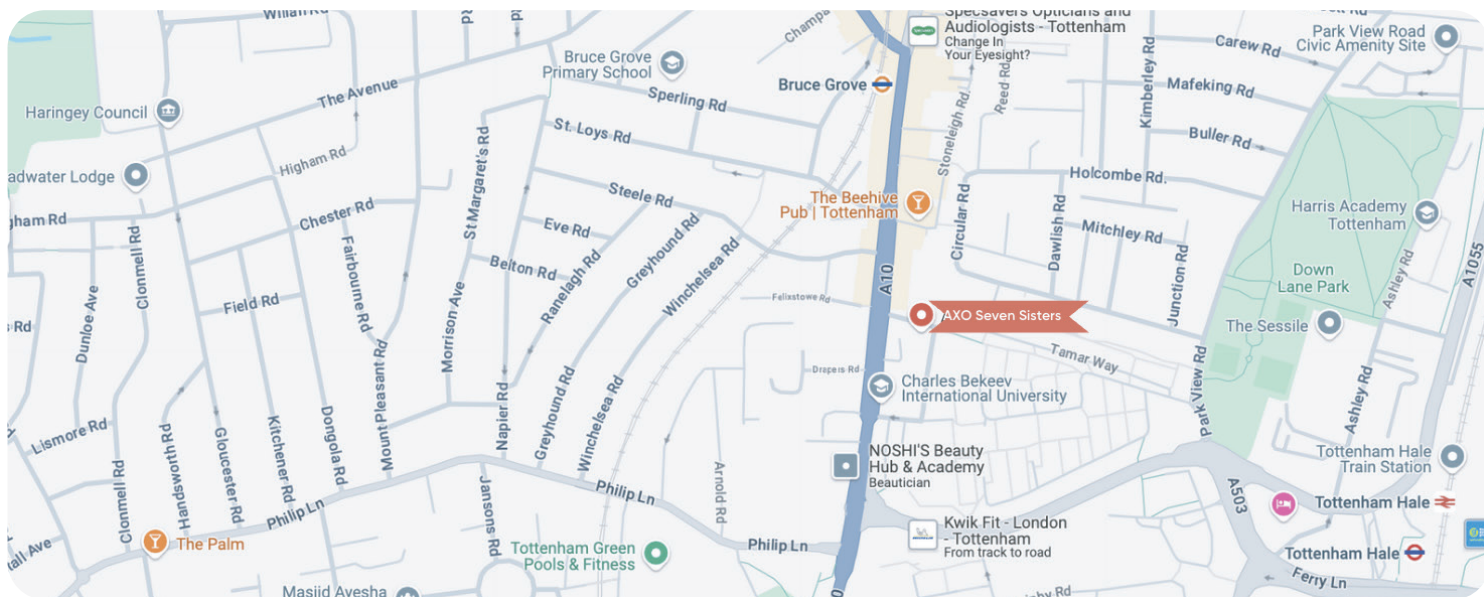 Willan Rd
Rd
Rd
Champs
Specsavers Opticians and
Audiologists - Tottenham
Change In
Your Eyesight?
Park View Road
Civic Amenity Site
Carew Rd
Bruce Grove
Primary School
Bruce Grove
Reed Rd
Kimberley Rd
Mafeking Rd
The Avenue
Sperling Rd
Haringey Council
Stoneleigh Rd.
St. Loys Rd
Buller Rd
Higham Rd
St Margaret's Rd
adwater Lodge
Holcombe Rd.
Steele Rd
The Beehive
Pub | Tottenham
Harris Academy
Tottenham
gham Rd
Chester Rd
Circular Rd
Dawlish Rd
Mitchley Rd
Eve Rd
Clonmell Rd
Fairbourne Rd
Greyhound Rd
Winchelsea Rd
Belton Rd
Ranelagh Rd
A10
Junction Rd
Down
Lane Park
Ashley Rd
A1055
Dunloe Ave
Field Rd
Morrison Ave
Felixstowe Rd
AXO Seven Sisters
The Sessile
s Rd
Mount Pleasant Rd
Tamar Way
Drapers Rd
Park View Rd
Charles Bekeev
International University
Ashley Rd
Napier Rd
Greyhound Rd
Winchelsea Rd
Lismore Rd
Clonmell Rd
Handsworth Rd
Gloucester Rd
Kitchener Rd
Dongola Rd
NOSHI'S Beauty
Hub & Academy
Beautician
Tottenham Hale
Train Station
Arnold Rd
Philip Ln
A503
Tottenham Hale
Philip Ln
Jansons Rd
Kwik Fit - London
- Tottenham
From track to road
The Palm
Philip Ln
Tottenham Green
Pools & Fitness
Tottenham Hale
Ferry Ln
Masjid Ayesha